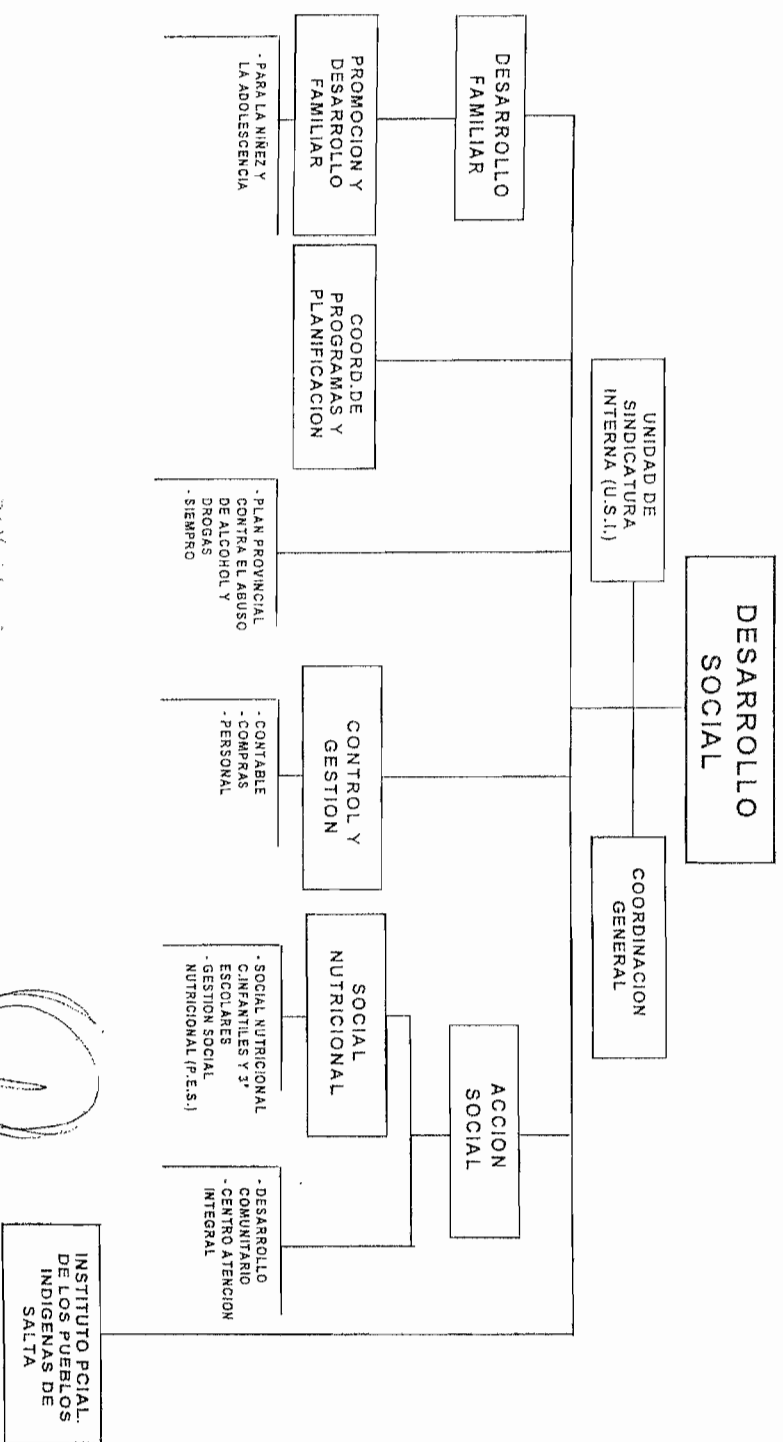 DESARROLLO
SOCIAL
UNIDAD DE
SINDICATURA
INTERNA (U.S.I.)
COORDINACION
GENERAL
DESARROLLO
FAMILIAR
ACCION
SOCIAL
PROMOCION Y
DESARROLLO
FAMILIAR
COORD.DE
PROGRAMAS Y
PLANIFICACION
CONTROL Y
GESTION
SOCIAL
NUTRICIONAL
- PARA LA NIÑEZ Y
LA ADOLESCENCIA
- PLAN PROVINCIAL
CONTRA EL ABUSO
DE ALCOHOL Y
DROGAS
- SIEMPRO
- CONTABLE
- COMPRAS
- PERSONAL
- SOCIAL NUTRICIONAL
C.INFANTILES Y 3°
ESCOLARES
- GESTION SOCIAL
NUTRICIONAL (P.E.S.)
- DESARROLLO
COMUNITARIO
- CENTRO ATENCION
INTEGRAL
INSTITUTO PCIAL.
DE LOS PUEBLOS
INDIGENAS DE
SALTA